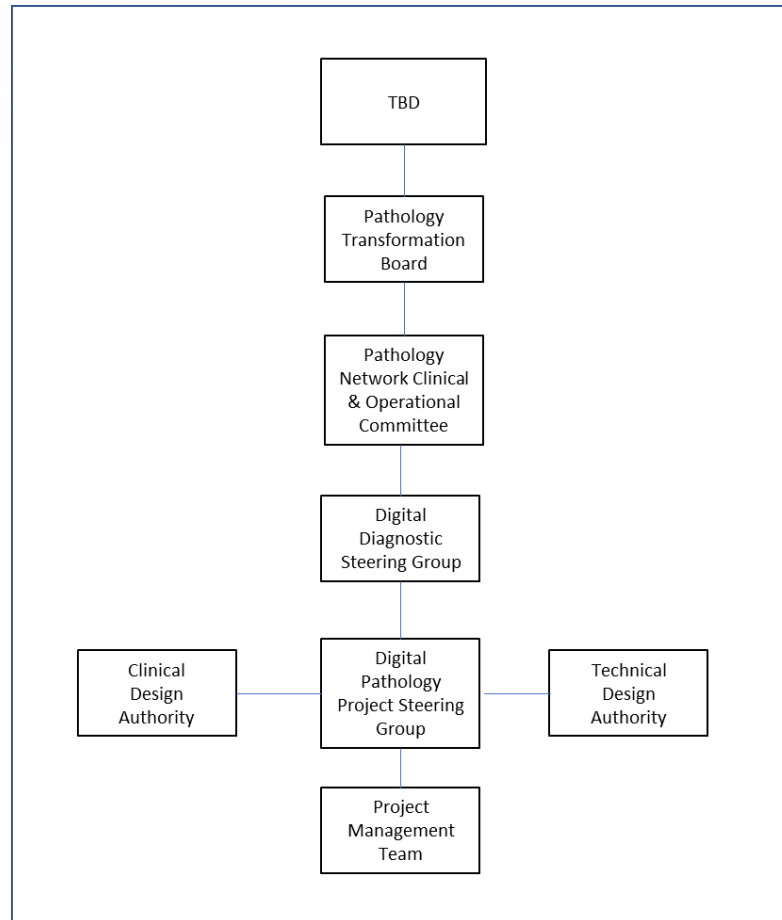 TBD
Pathology
Transformation
Board
Pathology
Network Clinical
& Operational
Committee
Digital
Diagnostic
Steering Group
Clinical
Design
Authority
Digital
Pathology
Project Steering
Group
Technical
Design
Authority
Project
Management
Team